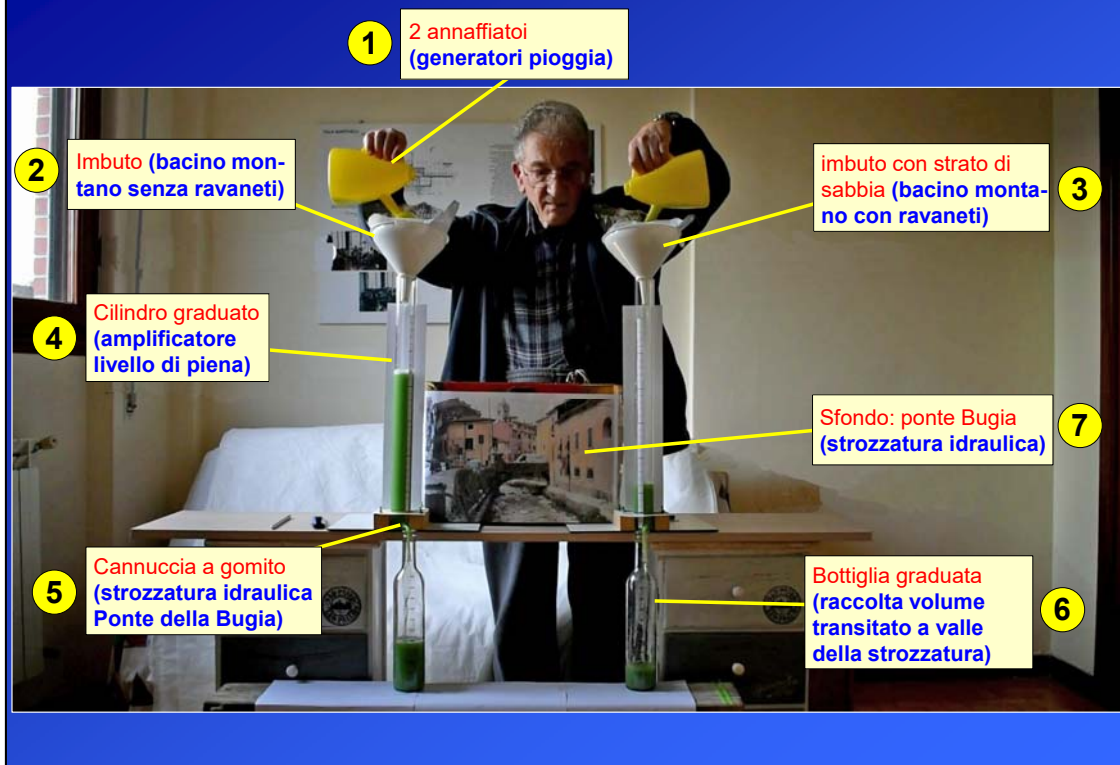 1
2 annaffiatoi
(generatori pioggia)
2
Imbuto (bacino mon-
tano senza ravaneti)
imbuto con strato di
sabbia (bacino monta-
no con ravaneti)
3
4
Cilindro graduato
(amplificatore
livello di piena)
Sfondo: ponte Bugia
(strozzatura idraulica)
7
5
Cannuccia a gomito
(strozzatura idraulica
Ponte della Bugia)
Bottiglia graduata
(raccolta volume
transitato a valle
della strozzatura)
6